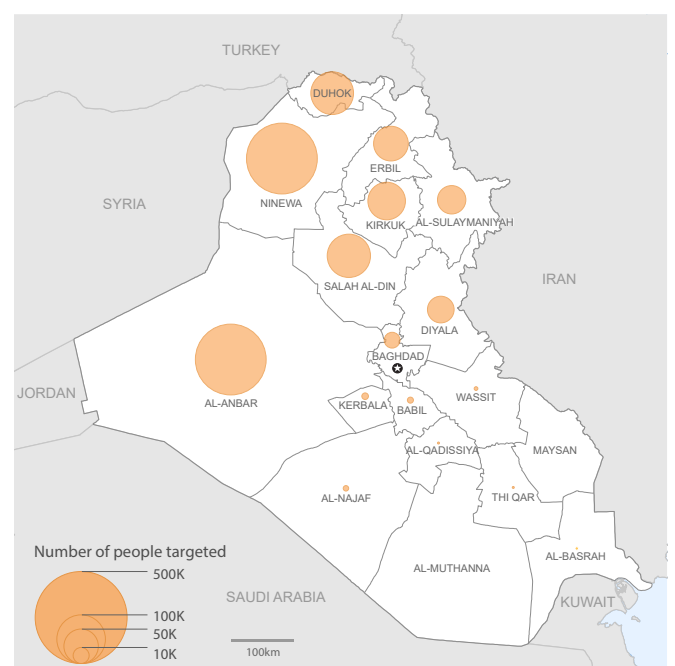 TURKEY
DUHOK
ERBIL
SYRIA
NINEWA
KIRKUK
AL-SULAYMANIYAH
SALAH AL-DIN
IRAN
DIYALA
BAGHDAD
JORDAN
AL-ANBAR
KERBALA
BABIL
WASSIT
AL-QADISSIYA
MAYSAN
AL-NAJAF
THI QAR
Number of people targeted
AL-BASRAH
AL-MUTHANNA
500K
SAUDI ARABIA
KUWAIT
100K
50K
10K
100km